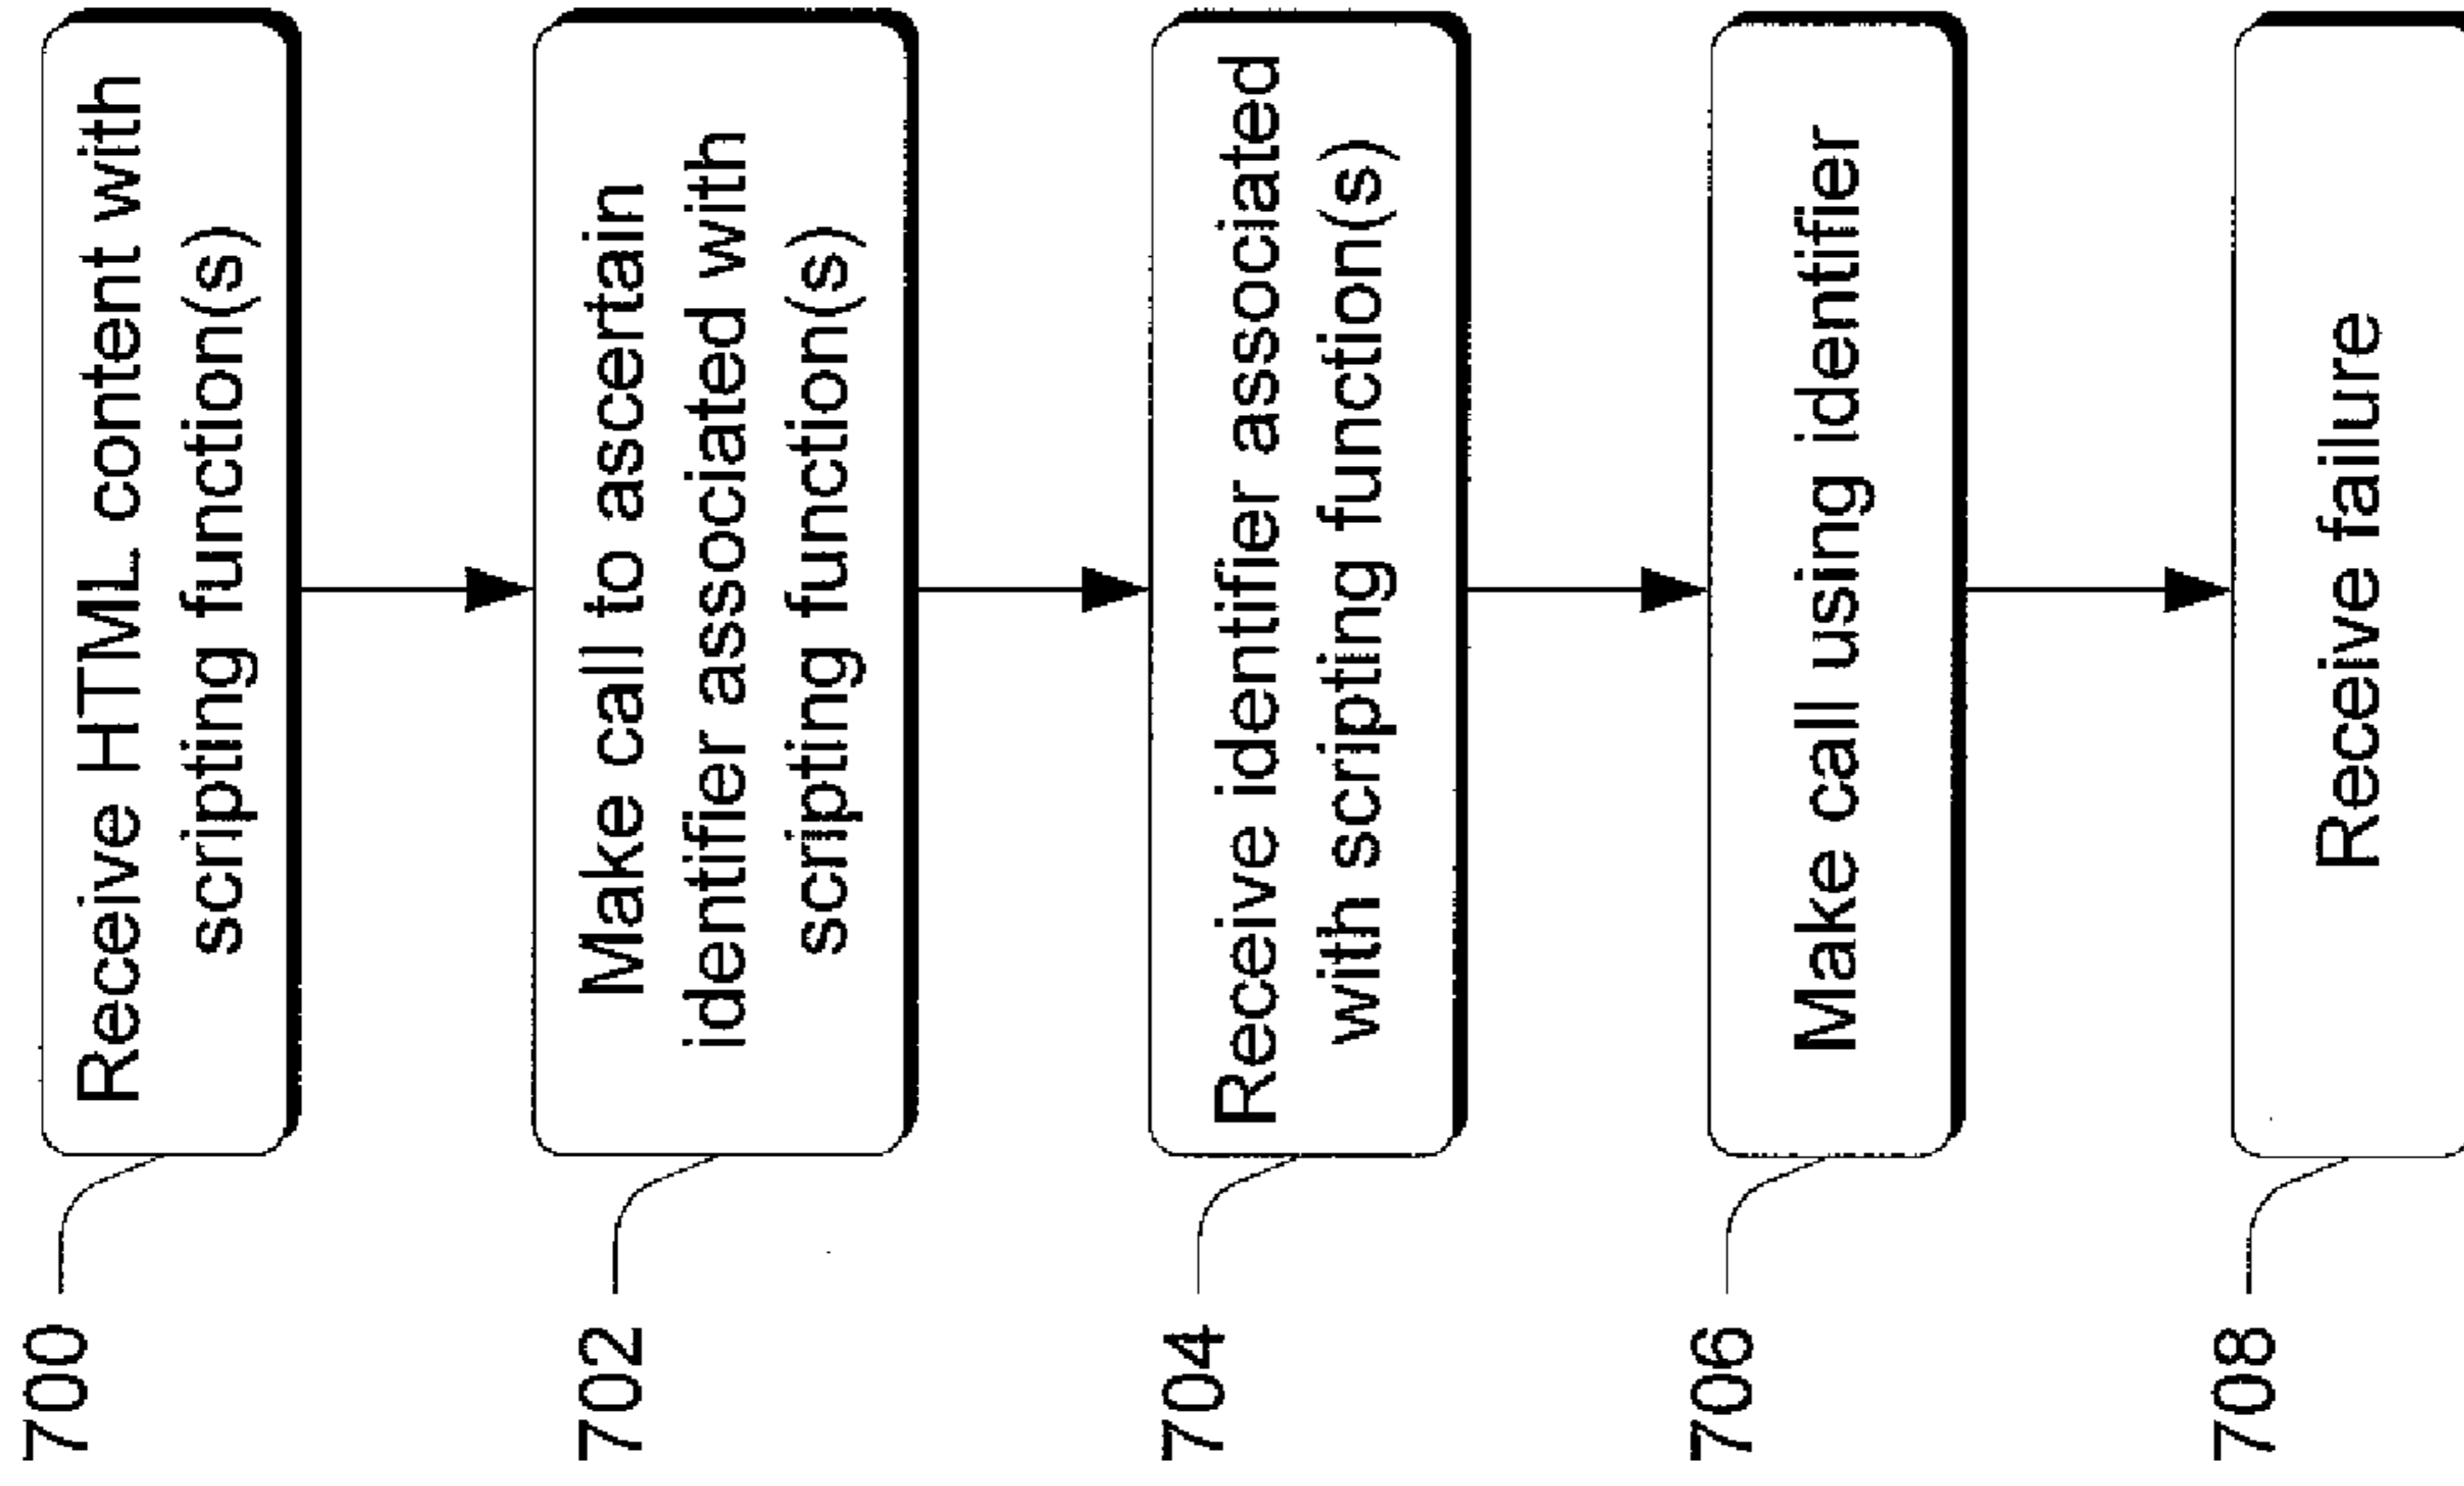 700
Receive HTML content with
scripting function(s)
702
Make call to ascertain
identifier associated with
scripting function(s)
704
Receive identifier associated
with scripting function(s)
706
Make call using identifier
708
Receive failure